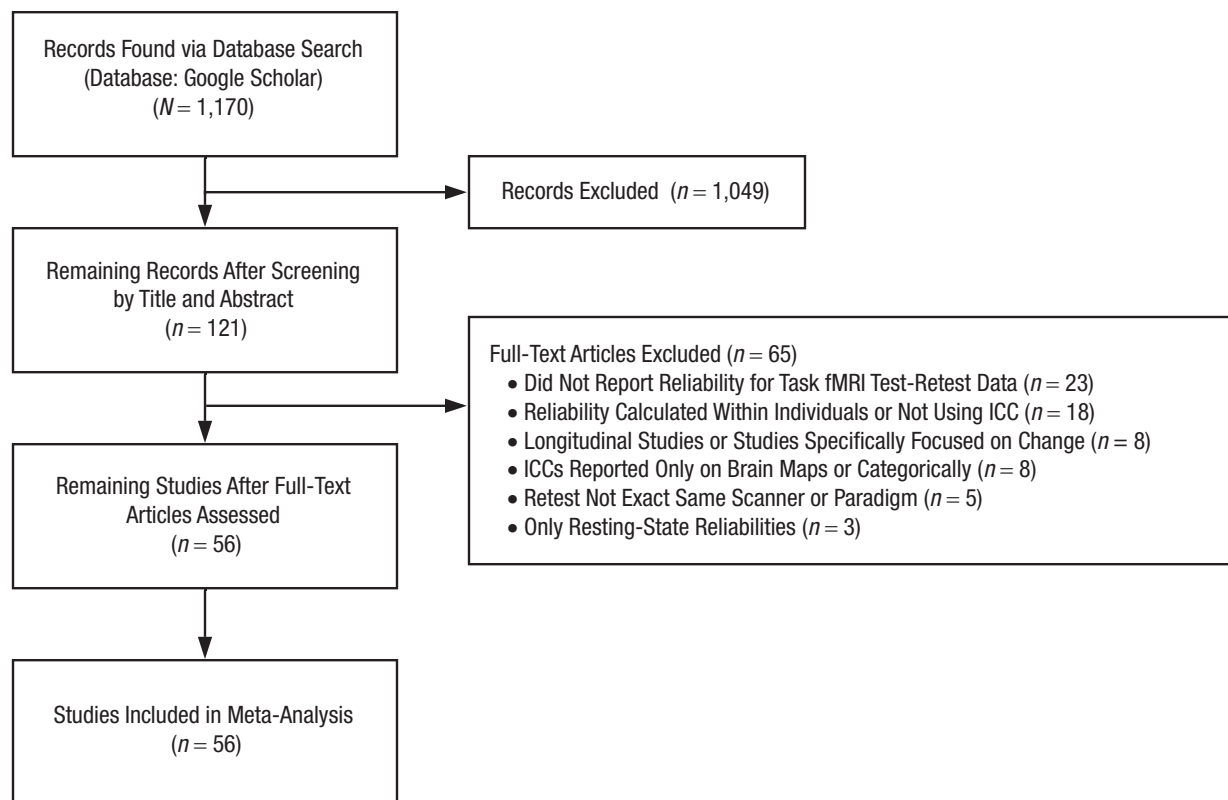 Records Found via Database Search
(Database: Google Scholar)
(N = 1,170)
Records Excluded (n = 1,049)
Remaining Records After Screening
by Title and Abstract
(n = 121)
Full-Text Articles Excluded (n = 65)
• Did Not Report Reliability for Task fMRI Test-Retest Data (n = 23)
• Reliability Calculated Within Individuals or Not Using ICC (n = 18)
• Longitudinal Studies or Studies Specifically Focused on Change (n = 8)
• ICCs Reported Only on Brain Maps or Categorically (n = 8)
• Retest Not Exact Same Scanner or Paradigm (n = 5)
• Only Resting-State Reliabilities (n = 3)
Remaining Studies After Full-Text
Articles Assessed
(n = 56)
Studies Included in Meta-Analysis
(n = 56)